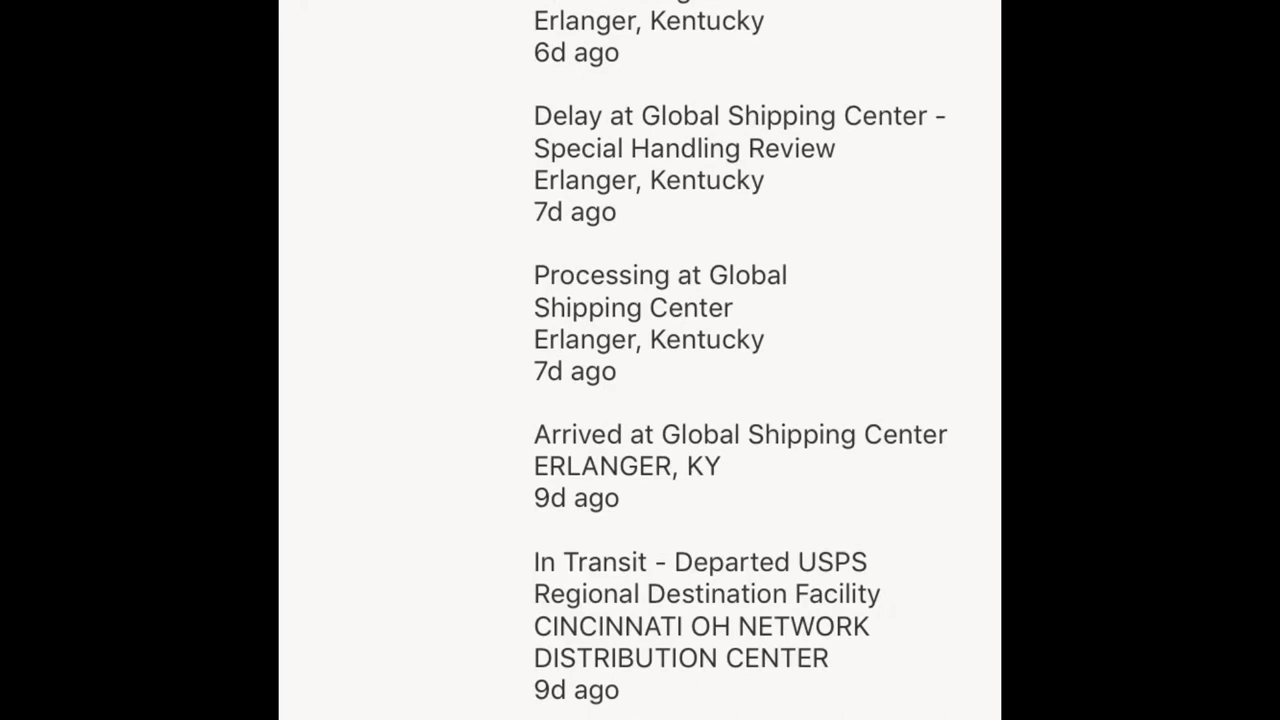 Erlanger, Kentucky
6d ago
Delay at Global Shipping Center -
Special Handling Review
Erlanger, Kentucky
7d ago
Processing at Global
Shipping Center
Erlanger, Kentucky
7d ago
Arrived at Global Shipping Center
ERLANGER, KY
9d ago
In Transit - Departed USPS
Regional Destination Facility
CINCINNATI OH NETWORK
DISTRIBUTION CENTER
9d ago